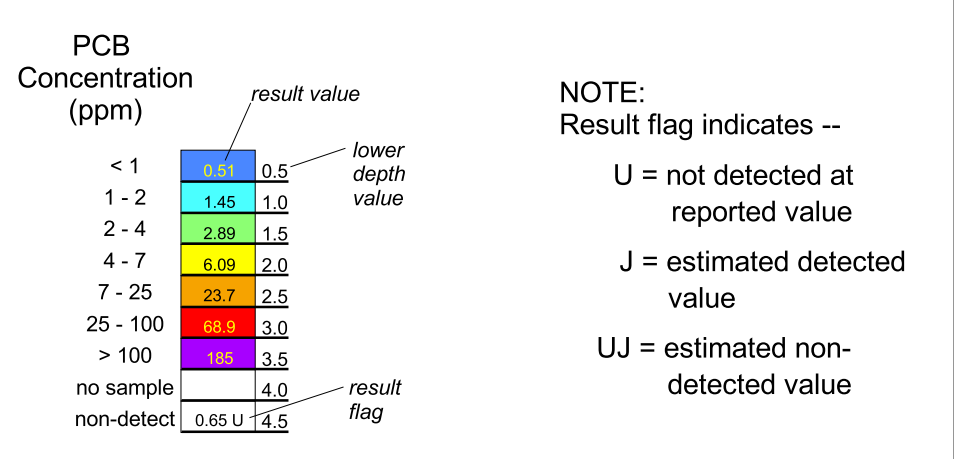 PCB
Concentration
(ppm)
result value
lower
depth
value
< 1 0.51 0.5
1 - 2 1.45 1.0
2 - 4 2.89 1.5
4 - 7 6.09 2.0
7 - 25 23.7 2.5
25 - 100 68.9 3.0
> 100 185 3.5
no sample 4.0
non-detect 0.65 U 4.5
result
flag
NOTE:
Result flag indicates --
U = not detected at
reported value
J = estimated detected
value
UJ = estimated non-
detected value